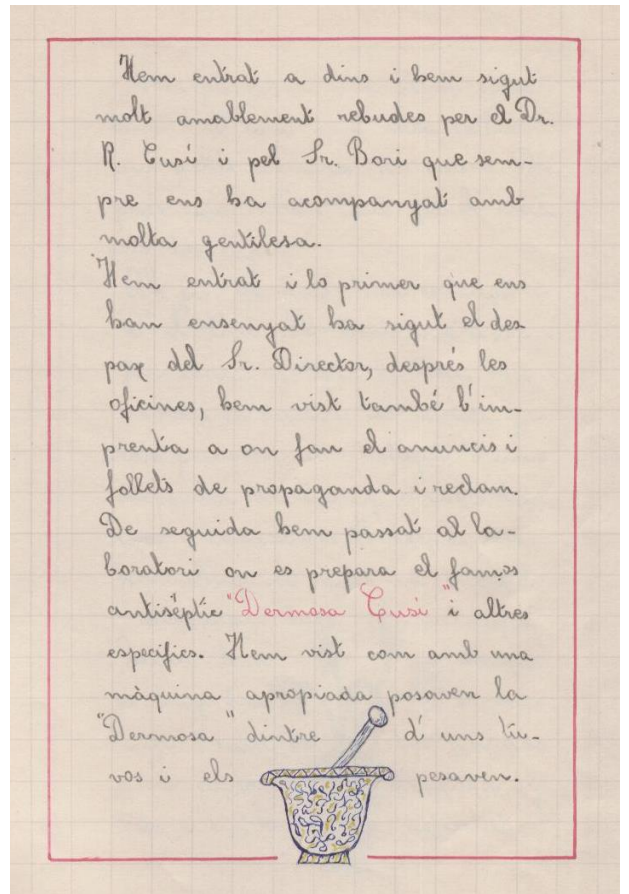 Hem entrat a dins i hem sigut
molt amablement rebudes per el Dr.
R. Cusí i pel Sr. Bori que sem-
pre ens ha acompanyat amb
molta gentilesa.
Hem entrat i lo primer que ens
han ensenyat ha sigut el des
pax del Sr. Director, després les
oficines, hem vist també l'im-
prenta a on fan el anuncis i
follets de propaganda i reclam.
De seguida hem passat al la-
boratori on es prepara el famos
antisèptic "Dermosa Cusí" i altres
especifics. Hem vist com amb una
màquina apropiada posaven la
"Dermosa" dintre d'uns tu-
vos i els pesaven.